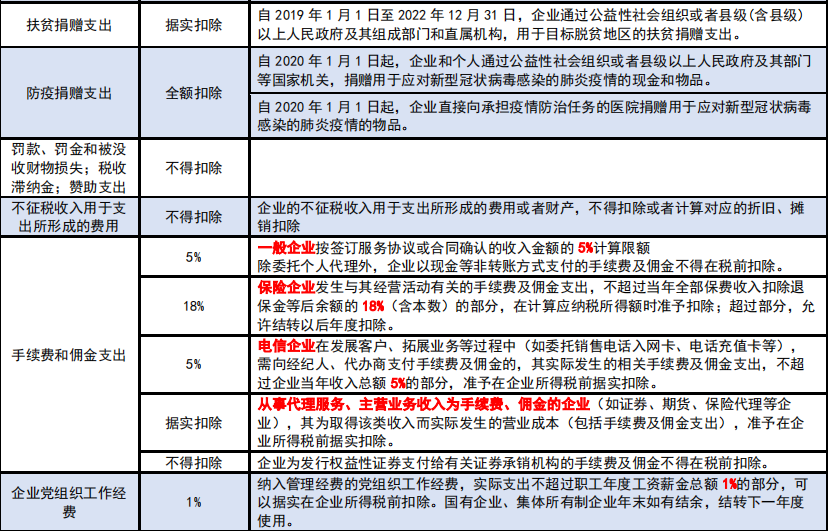 扶贫捐赠支出
据实扣除
自 2019 年 1 月 1 日至 2022 年 12 月 31 日，企业通过公益性社会组织或者县级(含县级)
以上人民政府及其组成部门和直属机构，用于目标脱贫地区的扶贫捐赠支出。
防疫捐赠支出
全额扣除
自 2020 年 1 月 1 日起，企业和个人通过公益性社会组织或者县级以上人民政府及其部门
等国家机关，捐赠用于应对新型冠状病毒感染的肺炎疫情的现金和物品。
自 2020 年 1 月 1 日起，企业直接向承担疫情防治任务的医院捐赠用于应对新型冠状病毒
感染的肺炎疫情的物品。
罚款、罚金和被没
收财物损失；税收
滞纳金；赞助支出
不得扣除
不征税收入用于支
出所形成的费用
不得扣除
企业的不征税收入用于支出所形成的费用或者财产，不得扣除或者计算对应的折旧、摊
销扣除
手续费和佣金支出
5%
一般企业按签订服务协议或合同确认的收入金额的 5%计算限额
除委托个人代理外，企业以现金等非转账方式支付的手续费及佣金不得在税前扣除。
18%
保险企业发生与其经营活动有关的手续费及佣金支出，不超过当年全部保费收入扣除退
保金等后余额的 18%（含本数）的部分，在计算应纳税所得额时准予扣除；超过部分，允
许结转以后年度扣除。
5%
电信企业在发展客户、拓展业务等过程中（如委托销售电话入网卡、电话充值卡等），
需向经纪人、代办商支付手续费及佣金的，其实际发生的相关手续费及佣金支出，不超
过企业当年收入总额 5%的部分，准予在企业所得税前据实扣除。
据实扣除
从事代理服务、主营业务收入为手续费、佣金的企业（如证券、期货、保险代理等企
业），其为取得该类收入而实际发生的营业成本（包括手续费及佣金支出），准予在企
业所得税前据实扣除。
不得扣除
企业为发行权益性证券支付给有关证券承销机构的手续费及佣金不得在税前扣除。
企业党组织工作经
费
1%
纳入管理经费的党组织工作经费，实际支出不超过职工年度工资薪金总额 1%的部分，可
以据实在企业所得税前扣除。国有企业、集体所有制企业年末如有结余，结转下一年度
使用。